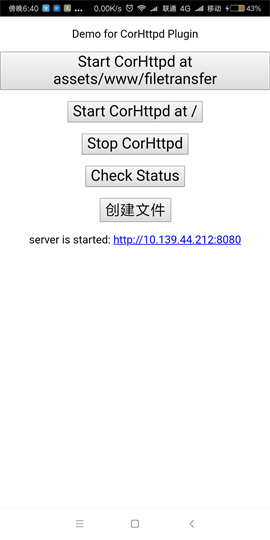 傍晚6:40 ... 0.00K/s 联通 4G 移动 43%
Demo for CorHttpd Plugin
Start CorHttpd at
assets/www/filetransfer
Start CorHttpd at /
Stop CorHttpd
Check Status
创建文件
server is started: http://10.139.44.212:8080